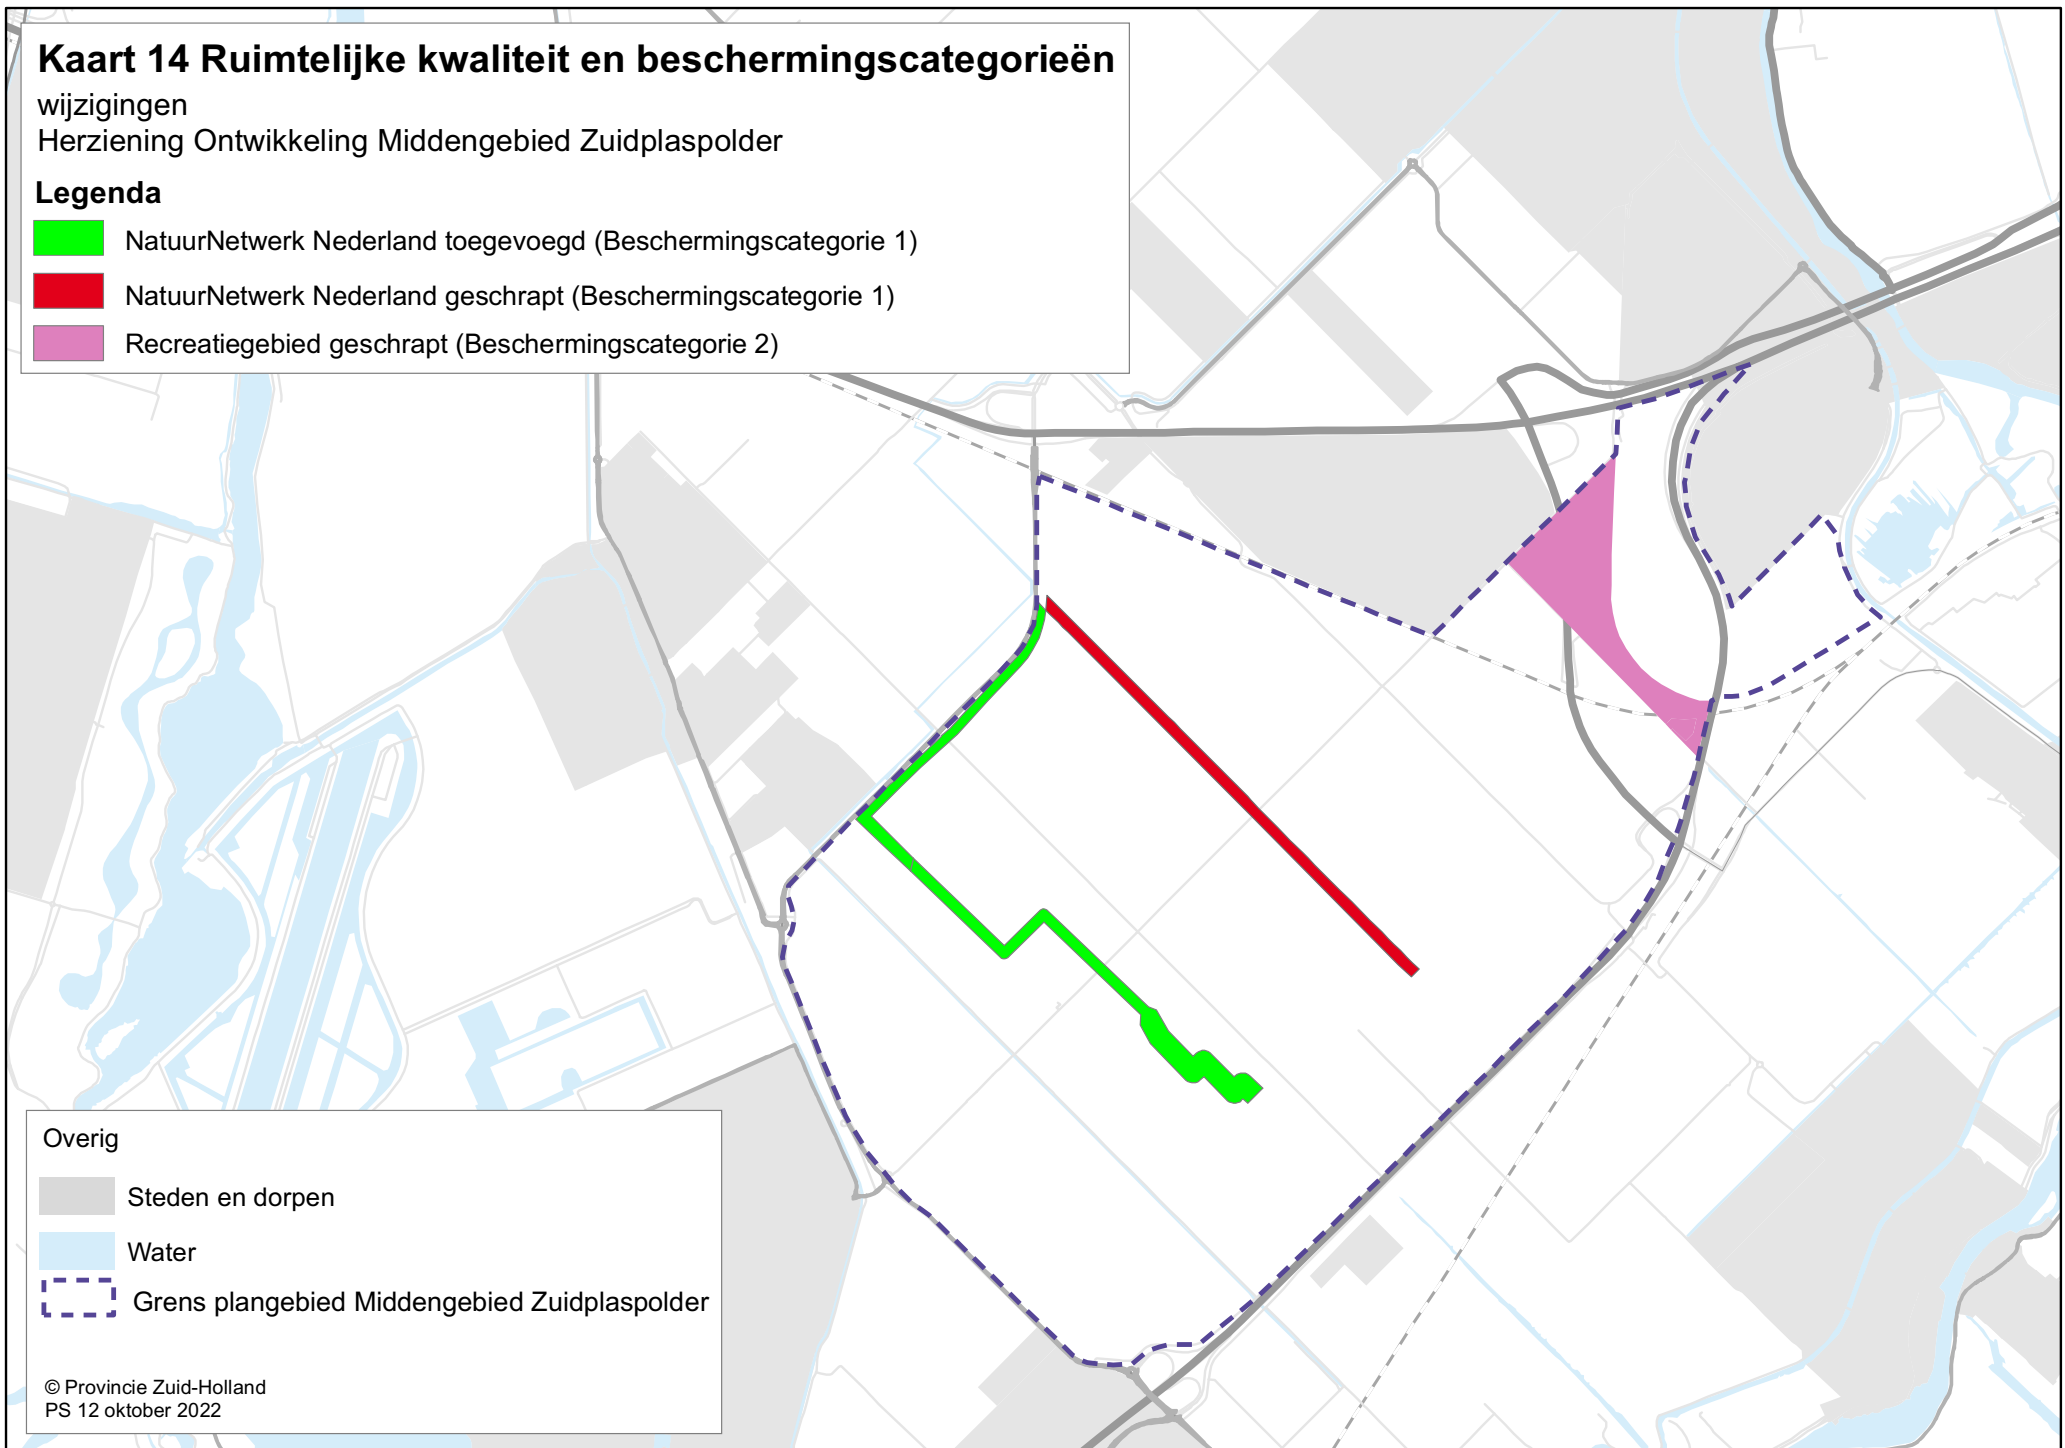 Kaart 14 Ruimtelijke kwaliteit en beschermingscategorieën
wijzigingen
Herziening Ontwikkeling Middengebied Zuidplaspolder
Legenda
NatuurNetwerk Nederland toegevoegd (Beschermingscategorie 1)
NatuurNetwerk Nederland geschrapt (Beschermingscategorie 1)
Recreatiegebied geschrapt (Beschermingscategorie 2)
Overig
Steden en dorpen
Water
Grens plangebied Middengebied Zuidplaspolder
© Provincie Zuid-Holland
PS 12 oktober 2022